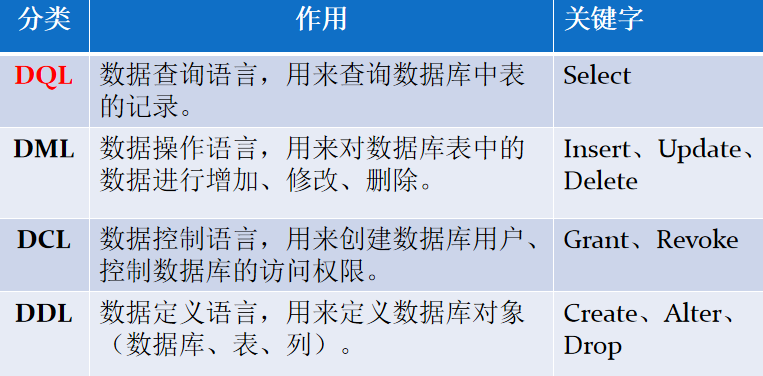 分类 作用 关键字
DQL 数据查询语言，用来查询数据库中表 Select
的记录。
DML 数据操作语言，用来对数据库表中的 Insert、Update、
数据进行增加、修改、删除。 Delete
DCL 数据控制语言，用来创建数据库用户、 Grant、Revoke
控制数据库的访问权限。
DDL 数据定义语言，用来定义数据库对象 Create、Alter、
（数据库、表、列）。 Drop